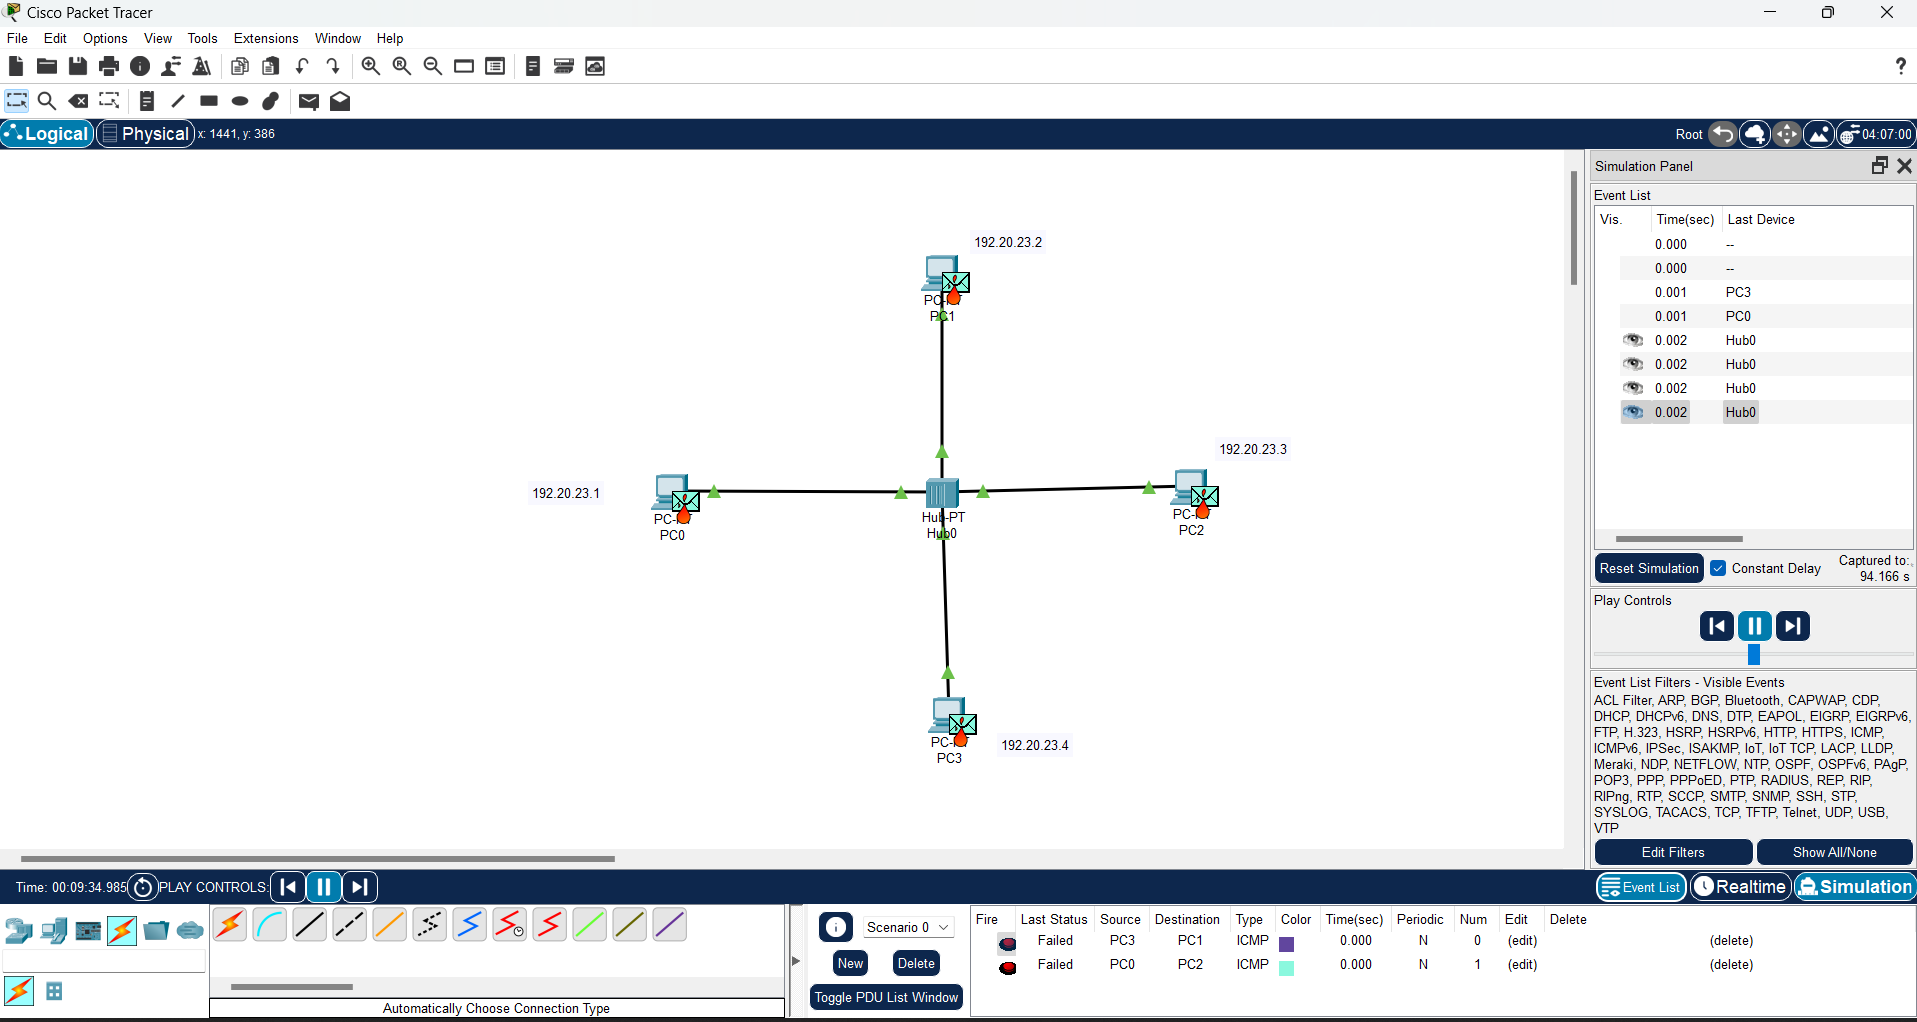 Cisco Packet Tracer
File Edit Options View Tools Extensions Window Help
Logical Physical x: 1441, y: 386 Root 04:07:00
192.20.23.2
PC1
192.20.23.1
PC0
Hub-PT
Hub0
192.20.23.3
PC2
192.20.23.4
PC3
Simulation Panel
Event List
Vis. Time(sec) Last Device
0.000 --
0.000 --
0.001 PC3
0.001 PC0
0.002 Hub0
0.002 Hub0
0.002 Hub0
0.002 Hub0
Reset Simulation Constant Delay Captured to:
94.166 s
Play Controls
Event List Filters - Visible Events
ACL Filter, ARP, BGP, Bluetooth, CAPWAP, CDP,
DHCP, DHCPv6, DNS, DTP, EAPOL, EIGRP, EIGRPv6,
FTP, H.323, HSRP, HSRPv6, HTTP, HTTPS, ICMP,
ICMPv6, IPSec, ISAKMP, IoT, IoT TCP, LACP, LLDP,
Meraki, NDP, NETFLOW, NTP, OSPF, OSPFv6, PAgP,
POP3, PPP, PPPoED, PTP, RADIUS, REP, RIP,
RIPng, RTP, SCCP, SMTP, SNMP, SSH, STP,
SYSLOG, TACACS, TCP, TFTP, Telnet, UDP, USB,
VTP
Edit Filters Show All/None
Time: 00:09:34.985 PLAY CONTROLS:
Event List Realtime Simulation
Automatically Choose Connection Type
Scenario 0
New Delete
Toggle PDU List Window
Fire Last Status Source Destination Type Color Time(sec) Periodic Num Edit Delete
Failed PC3 PC1 ICMP 0.000 N 0 (edit) (delete)
Failed PC0 PC2 ICMP 0.000 N 1 (edit) (delete)